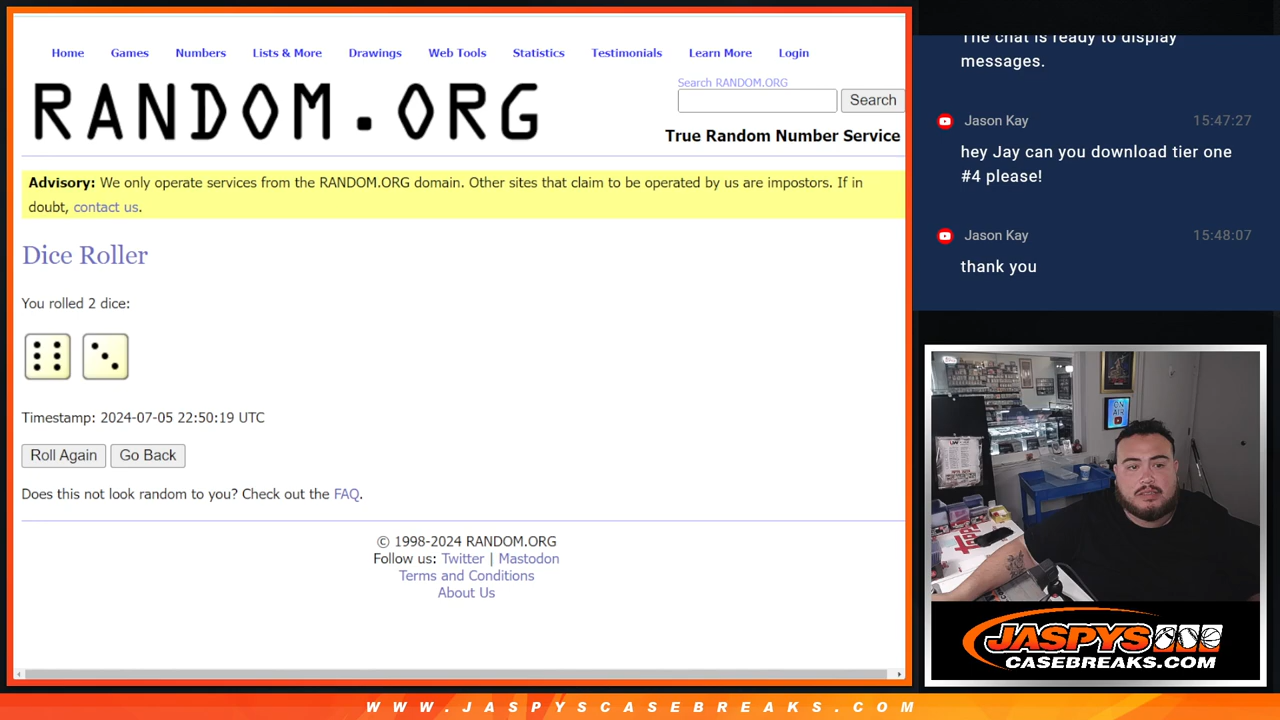 Home Games Numbers Lists & More Drawings Web Tools Statistics Testimonials Learn More Login
RANDOM.ORG
Search RANDOM.ORG
Search
True Random Number Service
Advisory: We only operate services from the RANDOM.ORG domain. Other sites that claim to be operated by us are impostors. If in
doubt, contact us.
Dice Roller
You rolled 2 dice:
Timestamp: 2024-07-05 22:50:19 UTC
Roll Again Go Back
Does this not look random to you? Check out the FAQ.
© 1998-2024 RANDOM.ORG
Follow us: Twitter | Mastodon
Terms and Conditions
About Us
The chat is ready to display
messages.
Jason Kay 15:47:27
hey Jay can you download tier one
#4 please!
Jason Kay 15:48:07
thank you
ON
AIR
JASPYS
CASEBREAKS.COM
WWW.JASPYSCASEBREAKS.COM